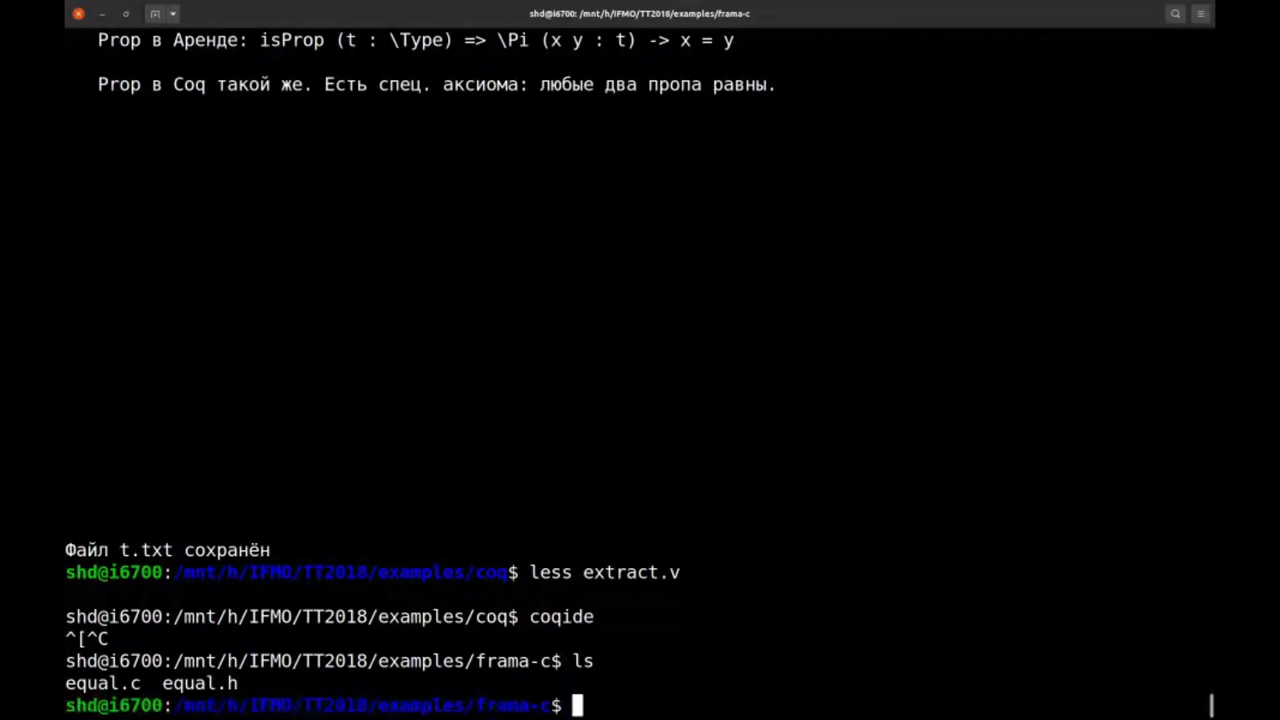 shd@i6700: /mnt/h/IFMO/TT2018/examples/frama-c
Prop в Аренде: isProp (t : \Type) => \Pi (x y : t) -> x = y
Prop в Coq такой же. Есть спец. аксиома: любые два пропа равны.
Файл t.txt сохранён
shd@i6700:/mnt/h/IFMO/TT2018/examples/coq$ less extract.v
shd@i6700:/mnt/h/IFMO/TT2018/examples/coq$ coqide
^[^C
shd@i6700:/mnt/h/IFMO/TT2018/examples/frama-c$ ls
equal.c  equal.h
shd@i6700:/mnt/h/IFMO/TT2018/examples/frama-c$